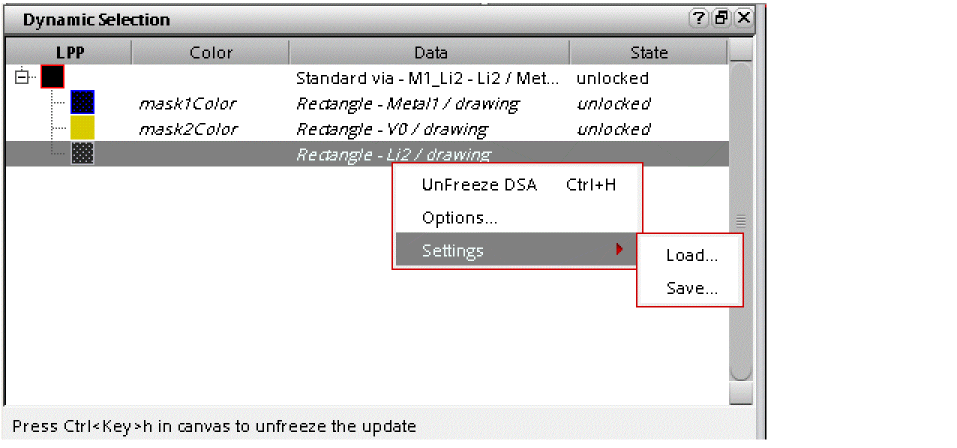 Dynamic Selection
LPP Color Data State
Standard via - M1_Li2 - Li2 / Met... unlocked
mask1Color Rectangle - Metal1 / drawing unlocked
mask2Color Rectangle - V0 / drawing unlocked
Rectangle - Li2 / drawing
UnFreeze DSA Ctrl+H
Options...
Settings
Load...
Save...
Press Ctrl<Key>h in canvas to unfreeze the update